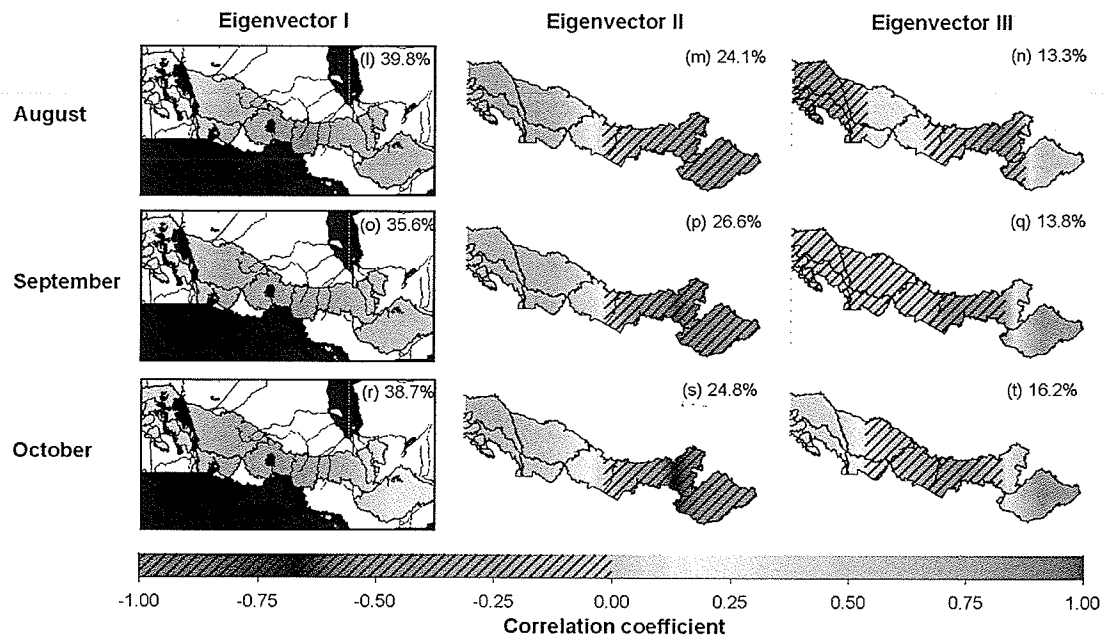 Eigenvector I Eigenvector II Eigenvector III
August
(l) 39.8%
(m) 24.1%
(n) 13.3%
September
(o) 35.6%
(p) 26.6%
(q) 13.8%
October
(r) 38.7%
(s) 24.8%
(t) 16.2%
-1.00 -0.75 -0.50 -0.25 0.00 0.25 0.50 0.75 1.00
Correlation coefficient